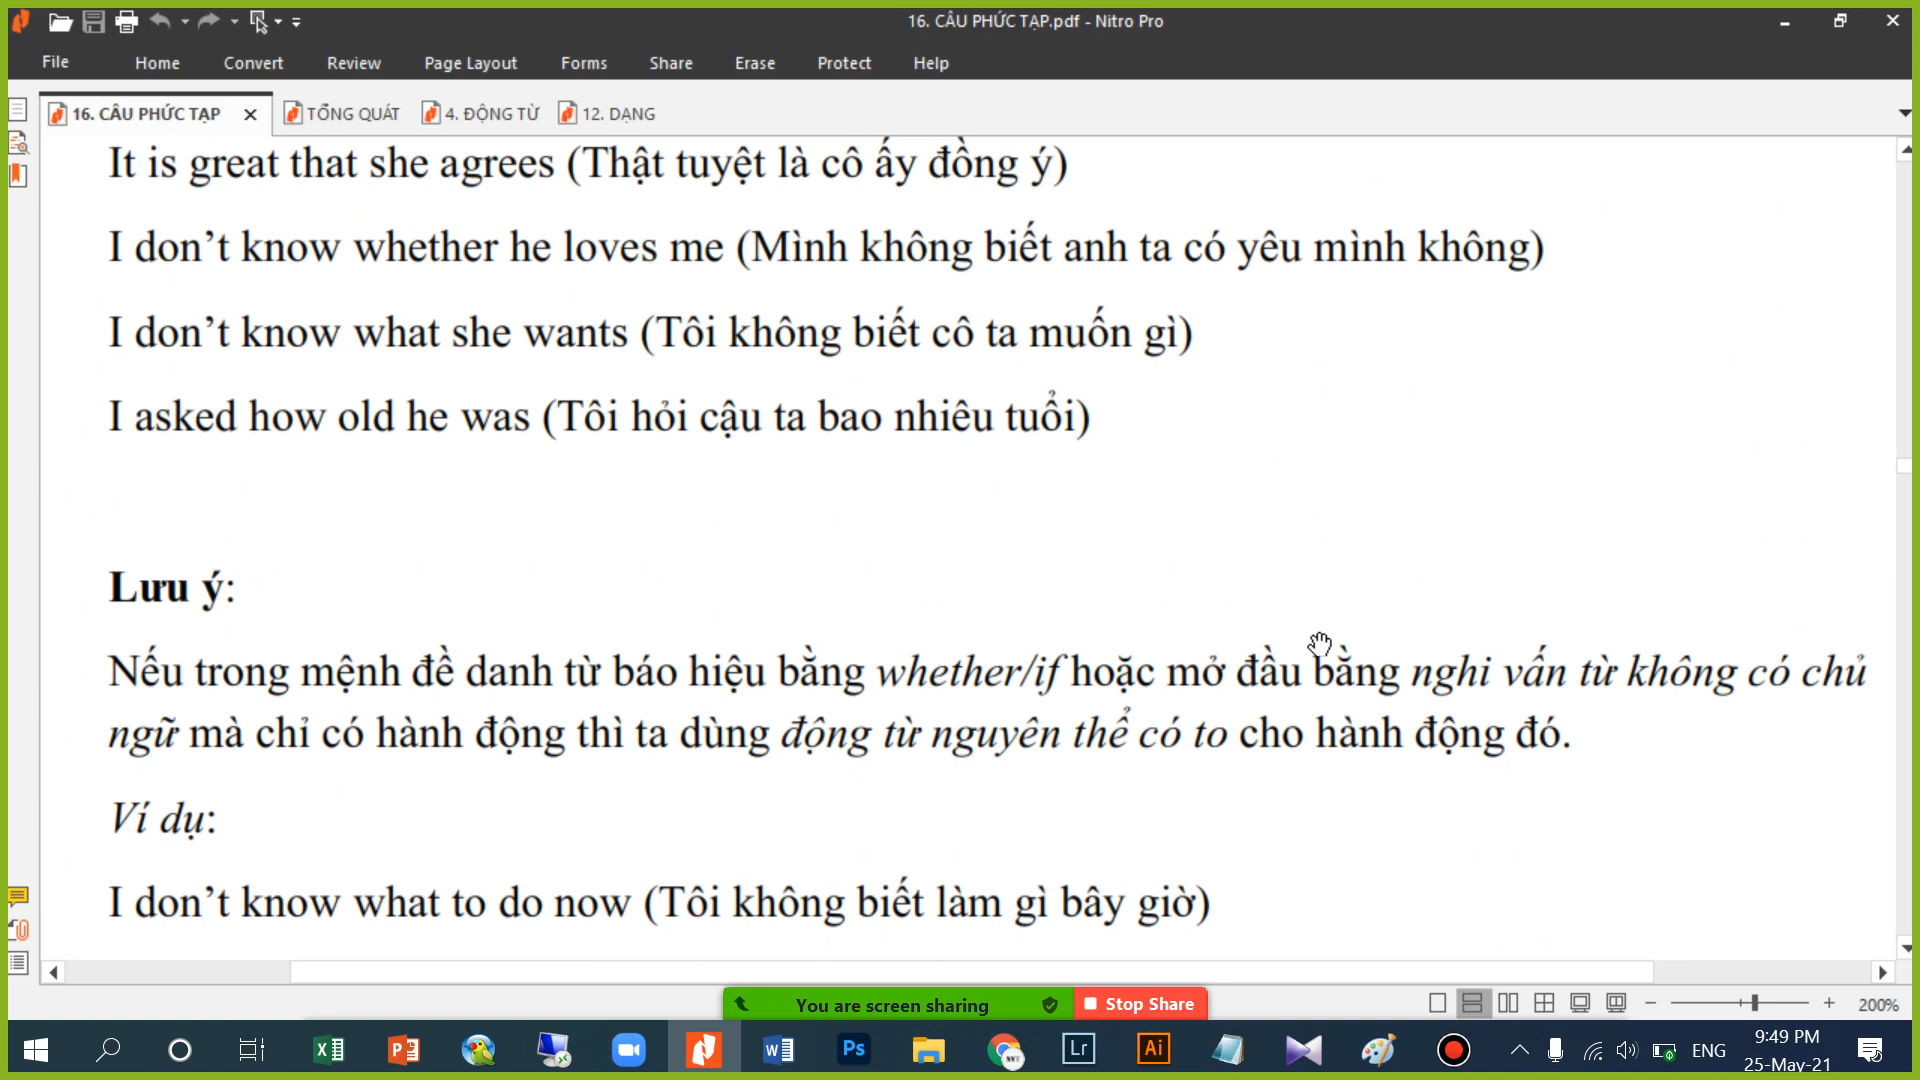 16. CÂU PHỨC TẠP.pdf - Nitro Pro
File Home Convert Review Page Layout Forms Share Erase Protect Help
16. CÂU PHỨC TẠP TỔNG QUÁT 4. ĐỘNG TỪ 12. DẠNG
It is great that she agrees (Thật tuyệt là cô ấy đồng ý)
I don’t know whether he loves me (Mình không biết anh ta có yêu mình không)
I don’t know what she wants (Tôi không biết cô ta muốn gì)
I asked how old he was (Tôi hỏi cậu ta bao nhiêu tuổi)
Lưu ý:
Nếu trong mệnh đề danh từ báo hiệu bằng whether/if hoặc mở đầu bằng nghi vấn từ không có chủ
ngữ mà chỉ có hành động thì ta dùng động từ nguyên thể có to cho hành động đó.
Ví dụ:
I don’t know what to do now (Tôi không biết làm gì bây giờ)
You are screen sharing Stop Share
200%
Ps Lr Ai
ENG
9:49 PM
25-May-21